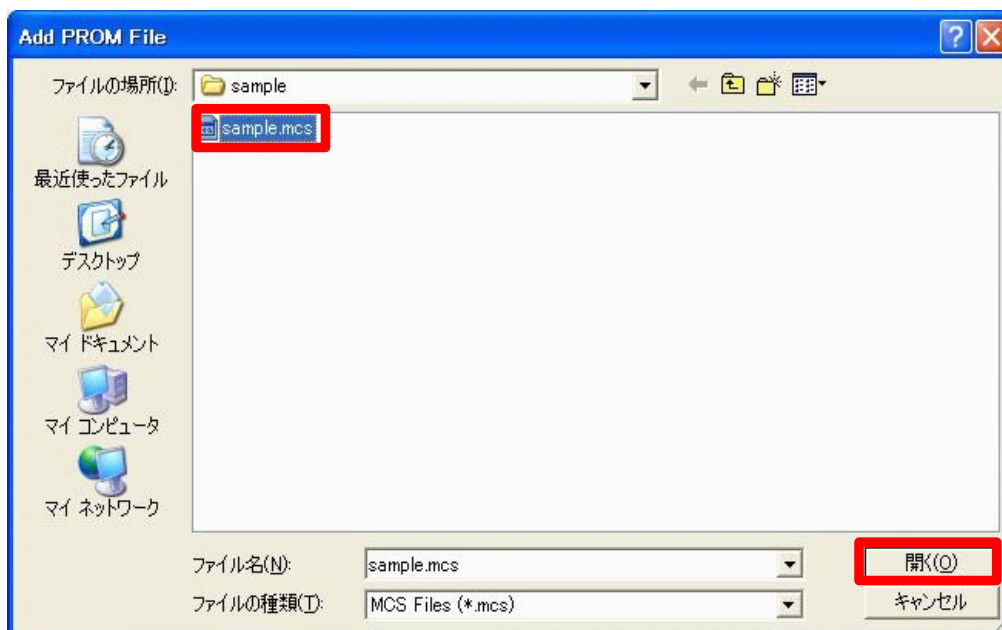 Add PROM File
ファイルの場所(I):
sample
sample.mcs
最近使ったファイル
デスクトップ
マイ ドキュメント
マイ コンピュータ
マイ ネットワーク
ファイル名(N):
sample.mcs
開く(O)
ファイルの種類(T):
MCS Files (*.mcs)
キャンセル